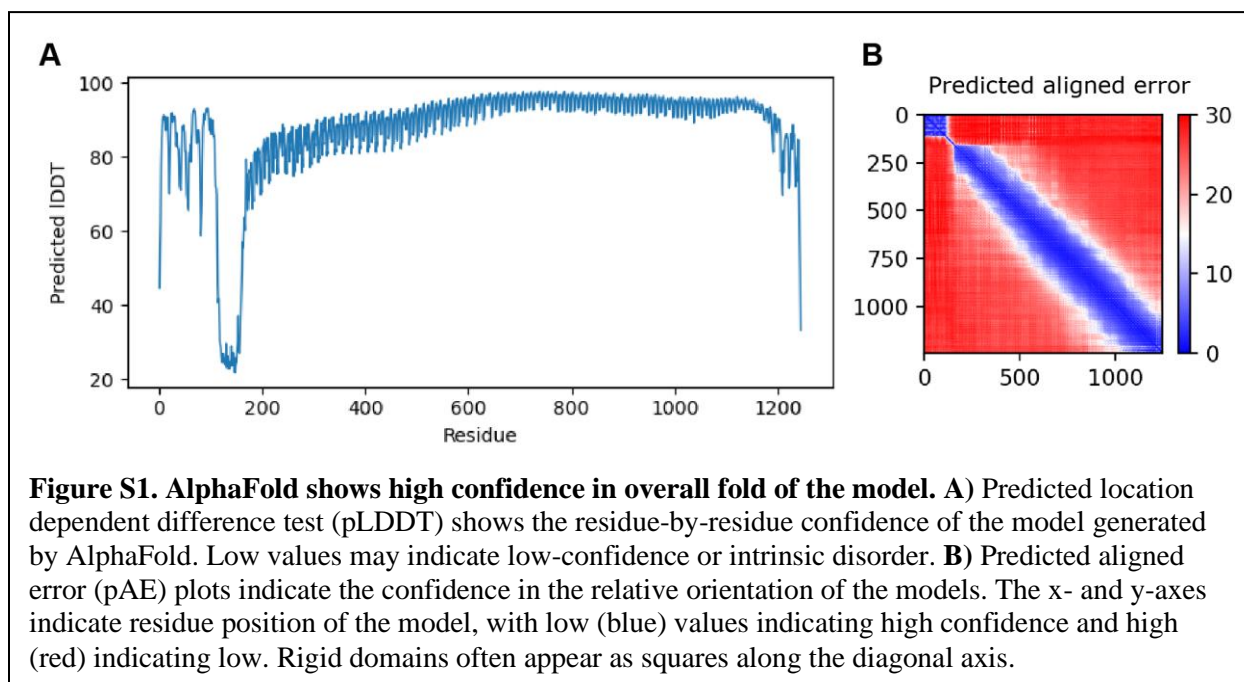 A
B
Predicted aligned error
100
80
60
40
20
Predicted lDDT
0
200
400
600
800
1000
1200
Residue
0
250
500
750
1000
0
500
1000
30
20
10
0
Figure S1. AlphaFold shows high confidence in overall fold of the model. A) Predicted location
dependent difference test (pLDDT) shows the residue-by-residue confidence of the model generated
by AlphaFold. Low values may indicate low-confidence or intrinsic disorder. B) Predicted aligned
error (pAE) plots indicate the confidence in the relative orientation of the models. The x- and y-axes
indicate residue position of the model, with low (blue) values indicating high confidence and high
(red) indicating low. Rigid domains often appear as squares along the diagonal axis.